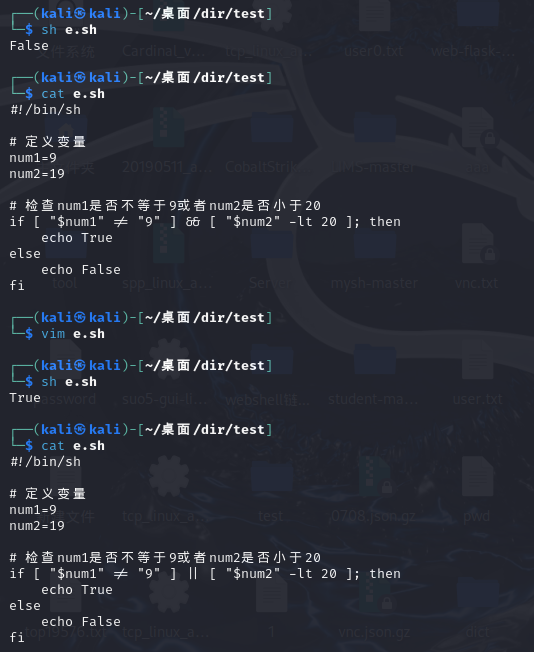 ┌──(kali㉿kali)-[~/桌面/dir/test]
└─$ sh e.sh
False
┌──(kali㉿kali)-[~/桌面/dir/test]
└─$ cat e.sh
#!/bin/sh
# 定义变量
num1=9
num2=19
# 检查num1是否不等于9或者num2是否小于20
if [ "$num1" != "9" ] && [ "$num2" -lt 20 ]; then
    echo True
else
    echo False
fi
┌──(kali㉿kali)-[~/桌面/dir/test]
└─$ vim e.sh
┌──(kali㉿kali)-[~/桌面/dir/test]
└─$ sh e.sh
True
┌──(kali㉿kali)-[~/桌面/dir/test]
└─$ cat e.sh
#!/bin/sh
# 定义变量
num1=9
num2=19
# 检查num1是否不等于9或者num2是否小于20
if [ "$num1" != "9" ] || [ "$num2" -lt 20 ]; then
    echo True
else
    echo False
fi